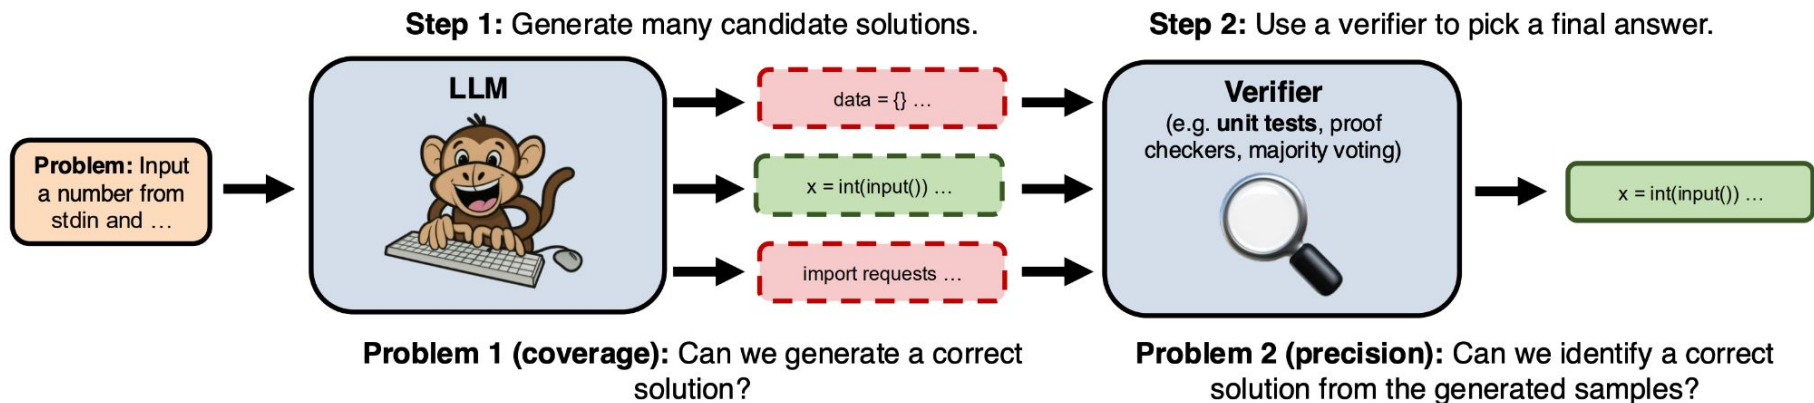 Step 1: Generate many candidate solutions.
Step 2: Use a verifier to pick a final answer.
Problem: Input
a number from
stdin and …
LLM
data = {} …
x = int(input()) …
import requests …
Verifier
(e.g. unit tests, proof
checkers, majority voting)
x = int(input()) …
Problem 1 (coverage): Can we generate a correct
solution?
Problem 2 (precision): Can we identify a correct
solution from the generated samples?